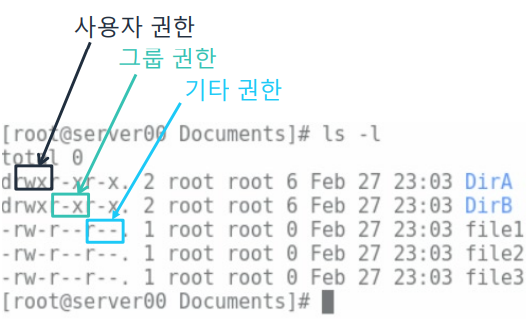 사용자 권한
그룹 권한
기타 권한
[root@server00 Documents]# ls -l
total 0
drwxr-xr-x. 2 root root 6 Feb 27 23:03 DirA
drwxr-xr-x. 2 root root 6 Feb 27 23:03 DirB
-rw-r--r--. 1 root root 0 Feb 27 23:03 file1
-rw-r--r--. 1 root root 0 Feb 27 23:03 file2
-rw-r--r--. 1 root root 0 Feb 27 23:03 file3
[root@server00 Documents]#